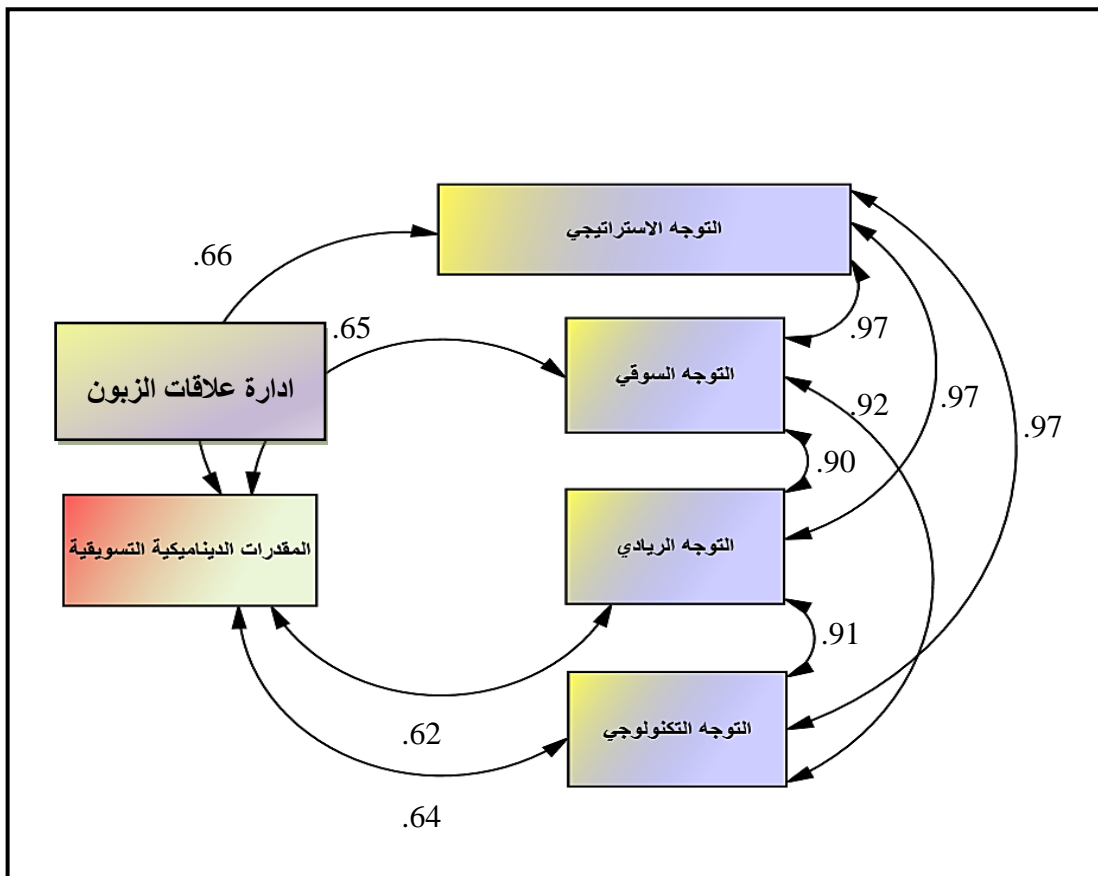 التوجه الاستراتيجي
.66
.65
ادارة علاقات الزبون
.97
التوجه السوقي
.92
.97
.97
.90
المقدرات الديناميكية التسويقية
التوجه الريادي
.91
التوجه التكنولوجي
.62
.64